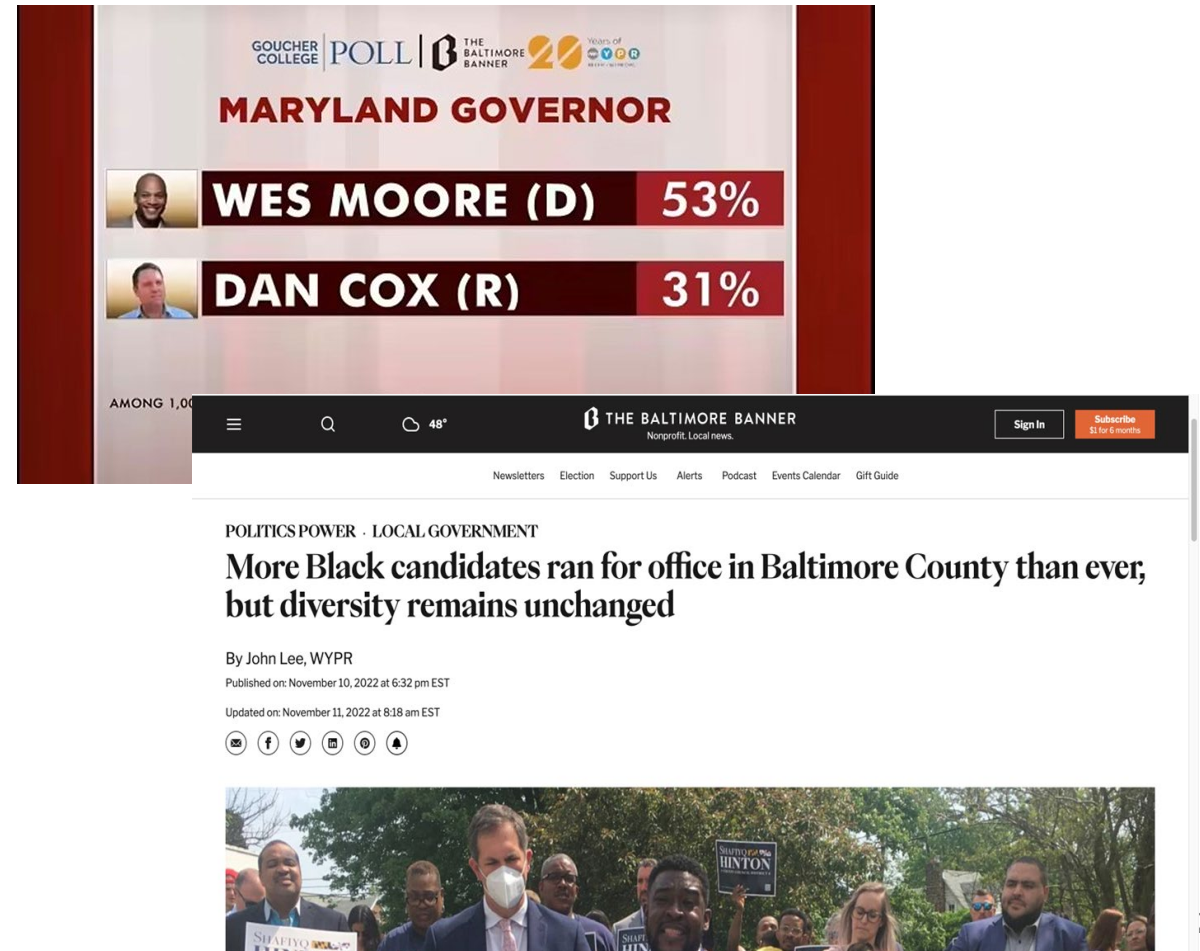 GOUCHER COLLEGE POLL THE BALTIMORE BANNER 20 Years of WYPR
MARYLAND GOVERNOR
WES MOORE (D) 53%
DAN COX (R) 31%
AMONG 1,00
48° THE BALTIMORE BANNER Sign In Subscribe
Nonprofit. Local news. $1 for 6 months
Newsletters Election Support Us Alerts Podcast Events Calendar Gift Guide
POLITICS POWER · LOCAL GOVERNMENT
More Black candidates ran for office in Baltimore County than ever,
but diversity remains unchanged
By John Lee, WYPR
Published on: November 10, 2022 at 6:32 pm EST
Updated on: November 11, 2022 at 8:18 am EST
SHAFIYQ
HINTON
SHAFIYQ